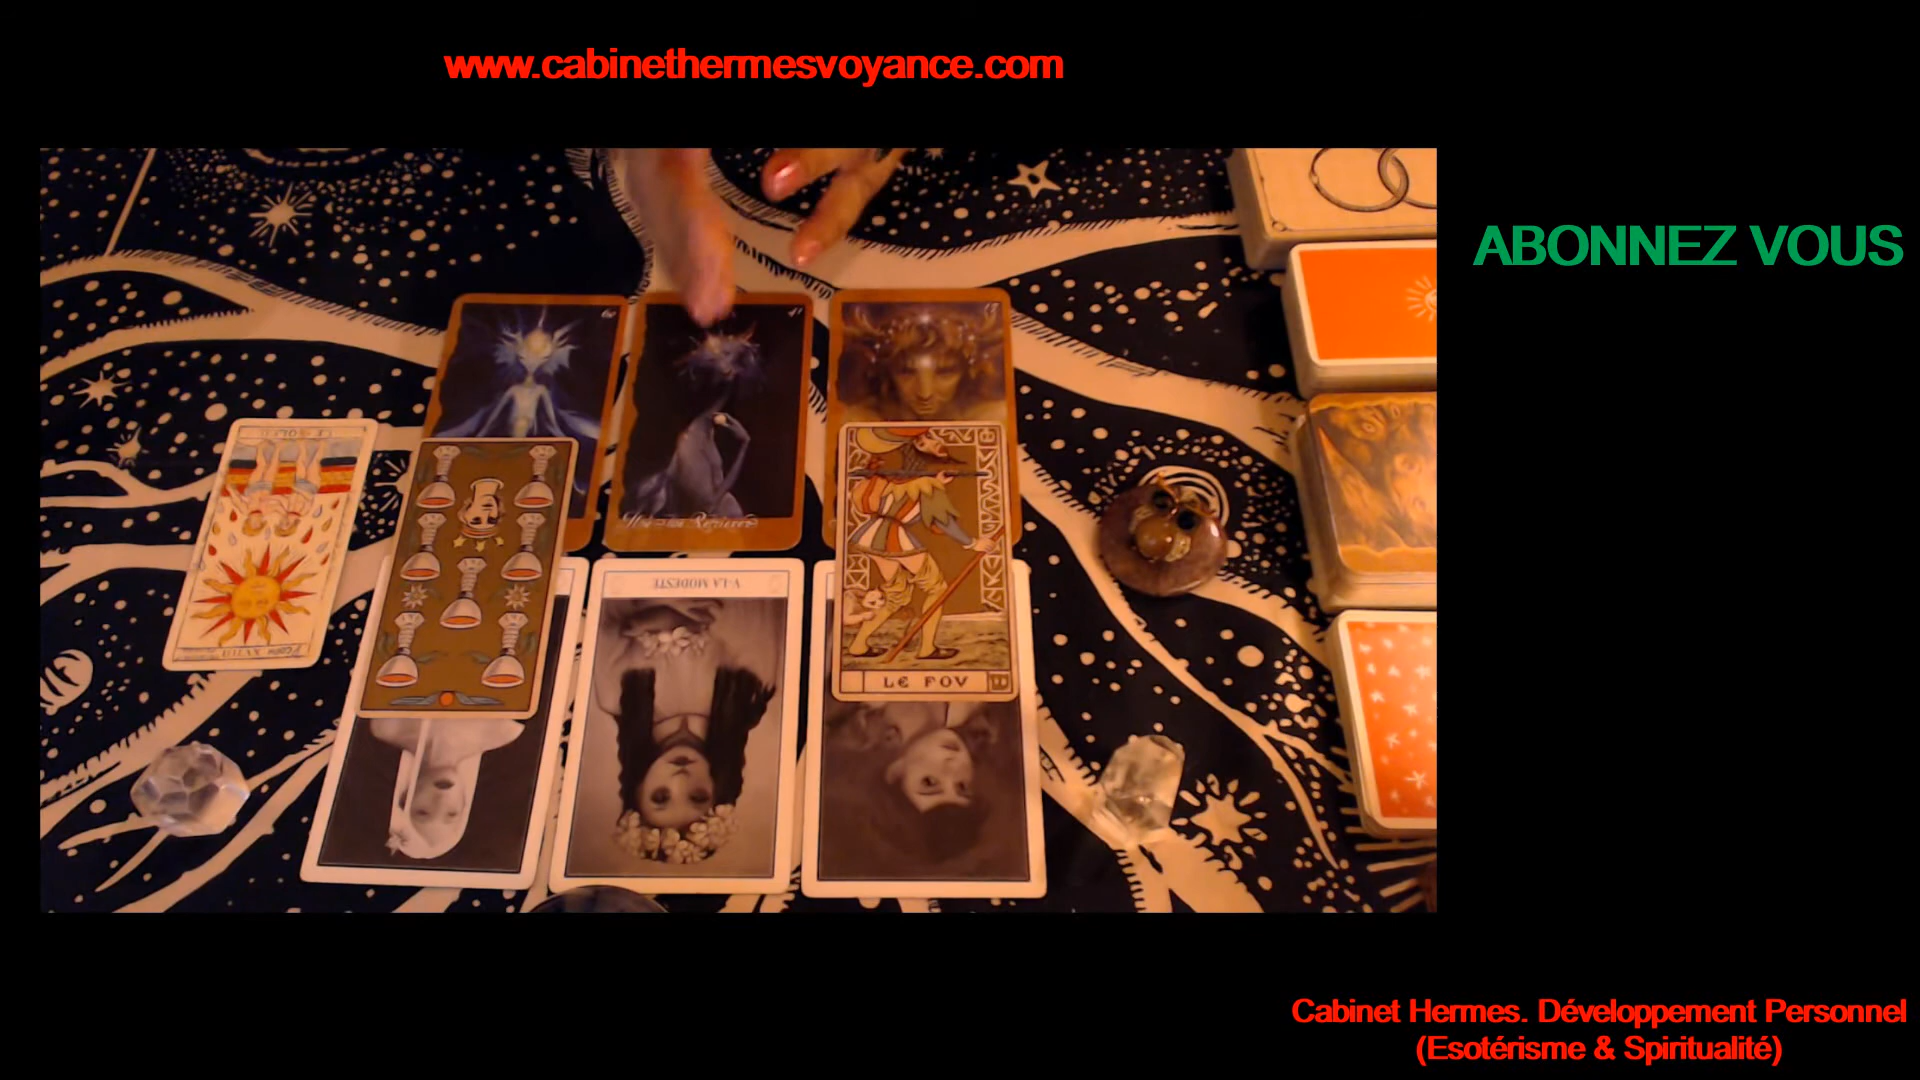 www.cabinethermesvoyance.com
ABONNEZ VOUS
V-LA MODESTE
LE FOV
Cabinet Hermes. Développement Personnel
(Esotérisme & Spiritualité)